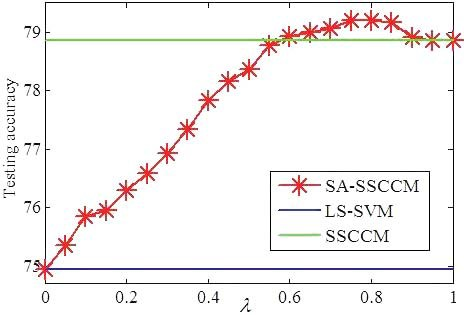 79
78
77
76
75
Testing accuracy
SA-SSCCM
LS-SVM
SSCCM
0
0.2
0.4
0.6
0.8
1
λ